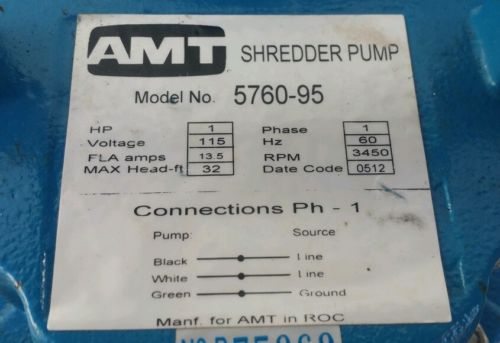 AMT SHREDDER PUMP
Model No. 5760-95
HP 1 Phase 1
Voltage 115 Hz 60
FLA amps 13.5 RPM 3450
MAX Head-ft 32 Date Code 0512
Connections Ph - 1
Pump: Source
Black Line
White Line
Green Ground
Manf. for AMT in ROC